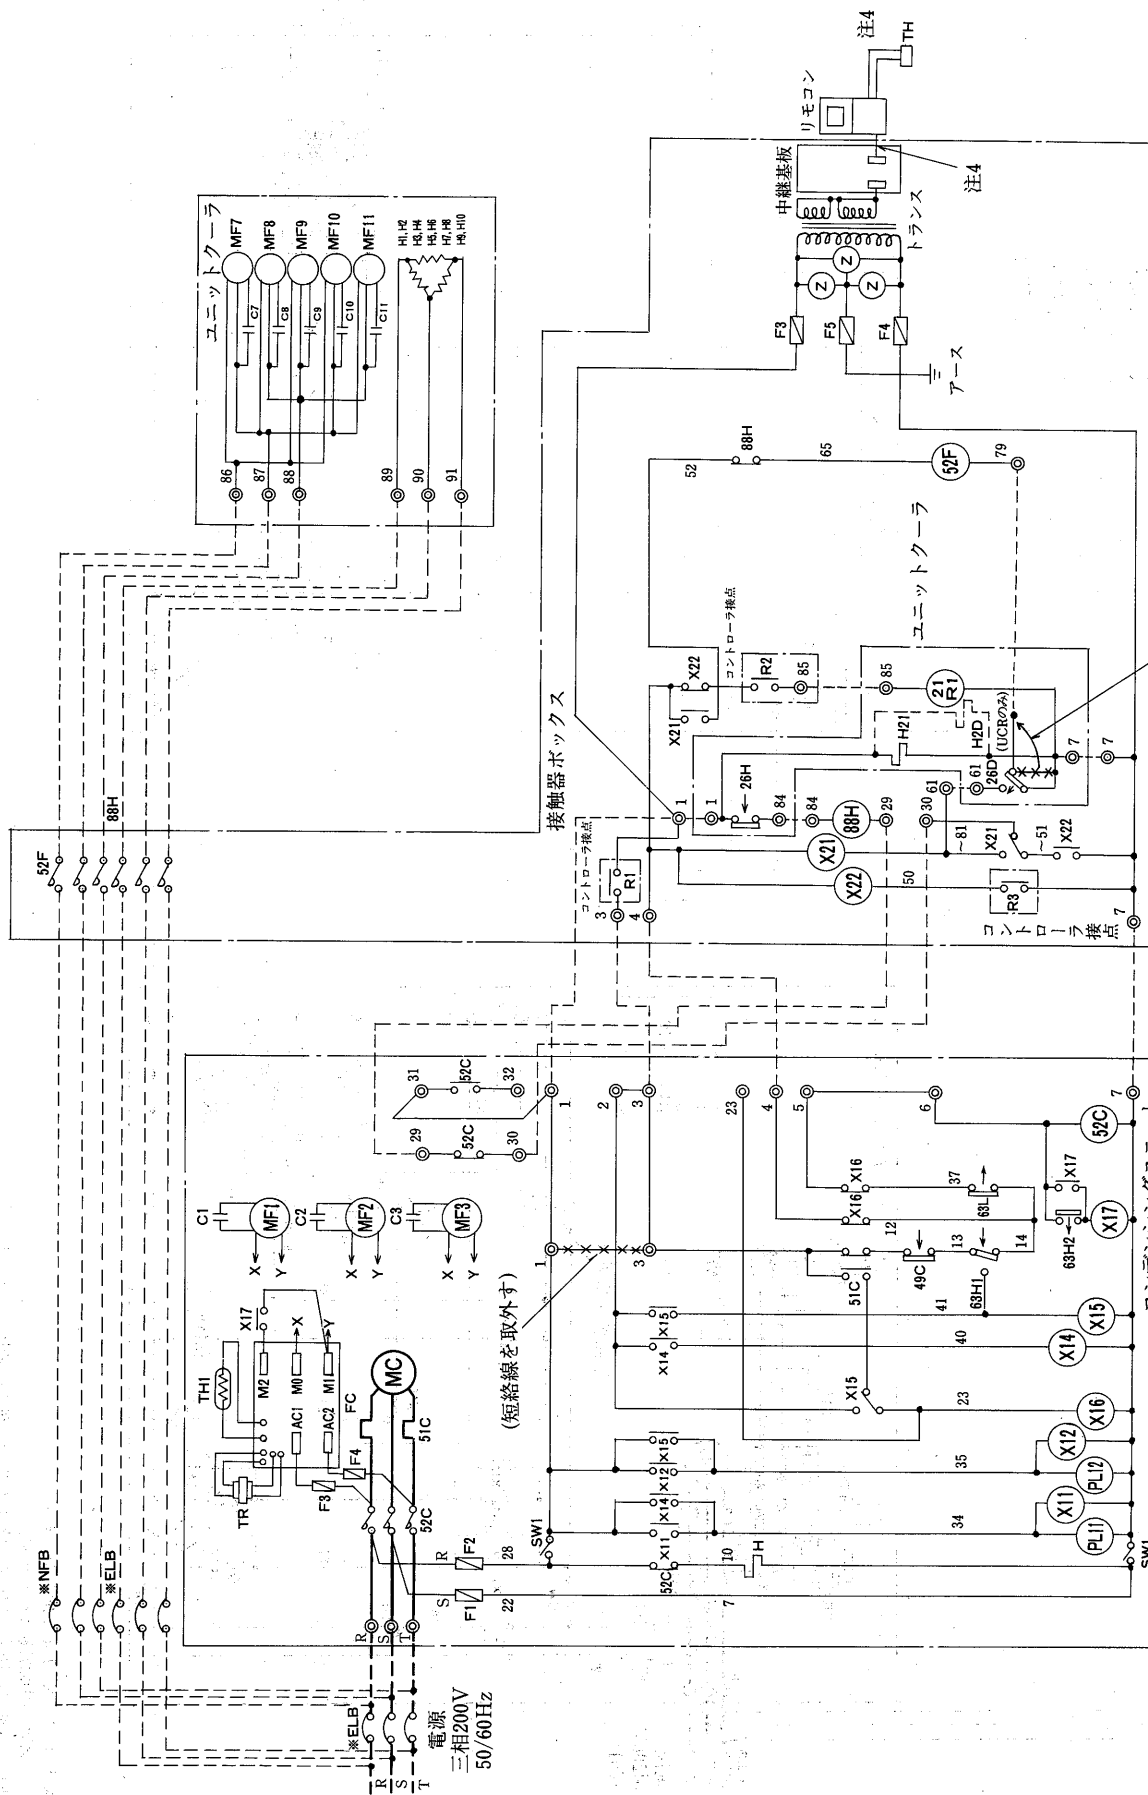 ユニットクーラ
MF7
MF8
MF9
MF10
MF11
C7
C8
C9
C10
C11
H1, H2
H3, H4
H5, H6
H7, H8
H9, H10
86
87
88
89
90
91
リモコン
注4
TH
中継基板
注4
トランス
Z
Z
Z
F3
F5
F4
アース
52F
88H
接触器ボックス
52
88H
65
52F
79
ユニットクーラ
コントローラ接点
X22
X21
R2
85
85
21
R1
H21
H2D
(UCRのみ)
26D
61
61
7
7
1
1
26H
84
84
88H
29
30
コントローラ接点
R1
3
4
X21
X22
50
~81
X21
~51
X22
R3
コントローラ
接点
7
※NFB
※ELB
※ELB
電源
三相200V
50/60Hz
R
S
T
R
S
T
TH1
TR
M2
M0
M1
AC1
AC2
X17
X
Y
F3
F4
FC
51C
MC
52C
C1
MF1
X
Y
C2
MF2
X
Y
C3
MF3
X
Y
31
52C
32
29
52C
30
1
2
3
23
4
5
6
7
(短絡線を取外す)
1
3
R
F2
28
S
F1
22
SW1
X11
X14
X12
X15
52C
10
H
7
34
35
PL11
X11
PL12
X12
X16
23
X15
X14
X15
40
41
X14
X15
51C
49C
12
13
63H1
14
X16
X16
37
63L
63H2
X17
X17
52C
SW1